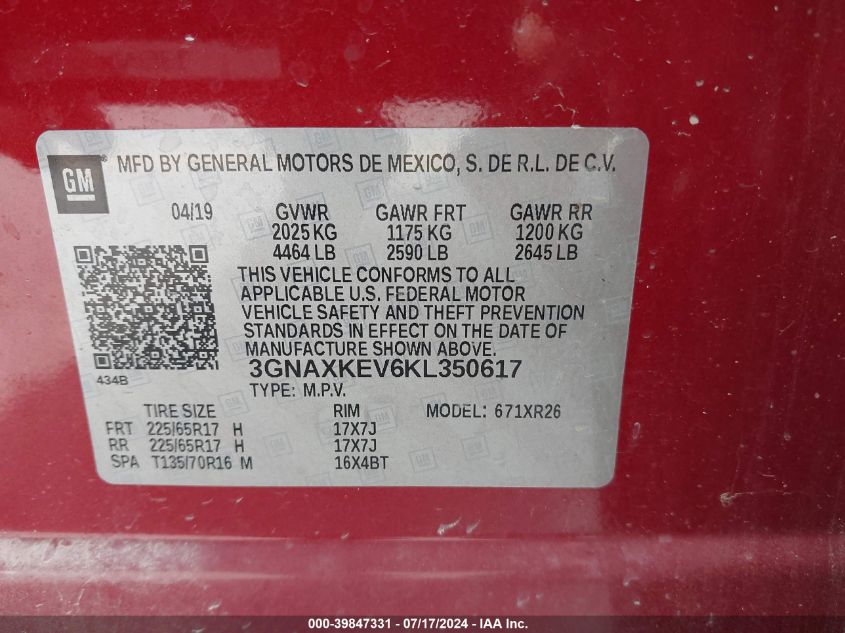 GM
® MFD BY GENERAL MOTORS DE MEXICO, S. DE R.L. DE C.V.
04/19 GVWR GAWR FRT GAWR RR
2025 KG 1175 KG 1200 KG
4464 LB 2590 LB 2645 LB
THIS VEHICLE CONFORMS TO ALL
APPLICABLE U.S. FEDERAL MOTOR
VEHICLE SAFETY AND THEFT PREVENTION
STANDARDS IN EFFECT ON THE DATE OF
MANUFACTURE SHOWN ABOVE.
434B
3GNAXKEV6KL350617
TYPE: M.P.V.
TIRE SIZE RIM MODEL: 671XR26
FRT 225/65R17 H 17X7J
RR 225/65R17 H 17X7J
SPA T135/70R16 M 16X4BT
000-39847331 - 07/17/2024 - IAA Inc.